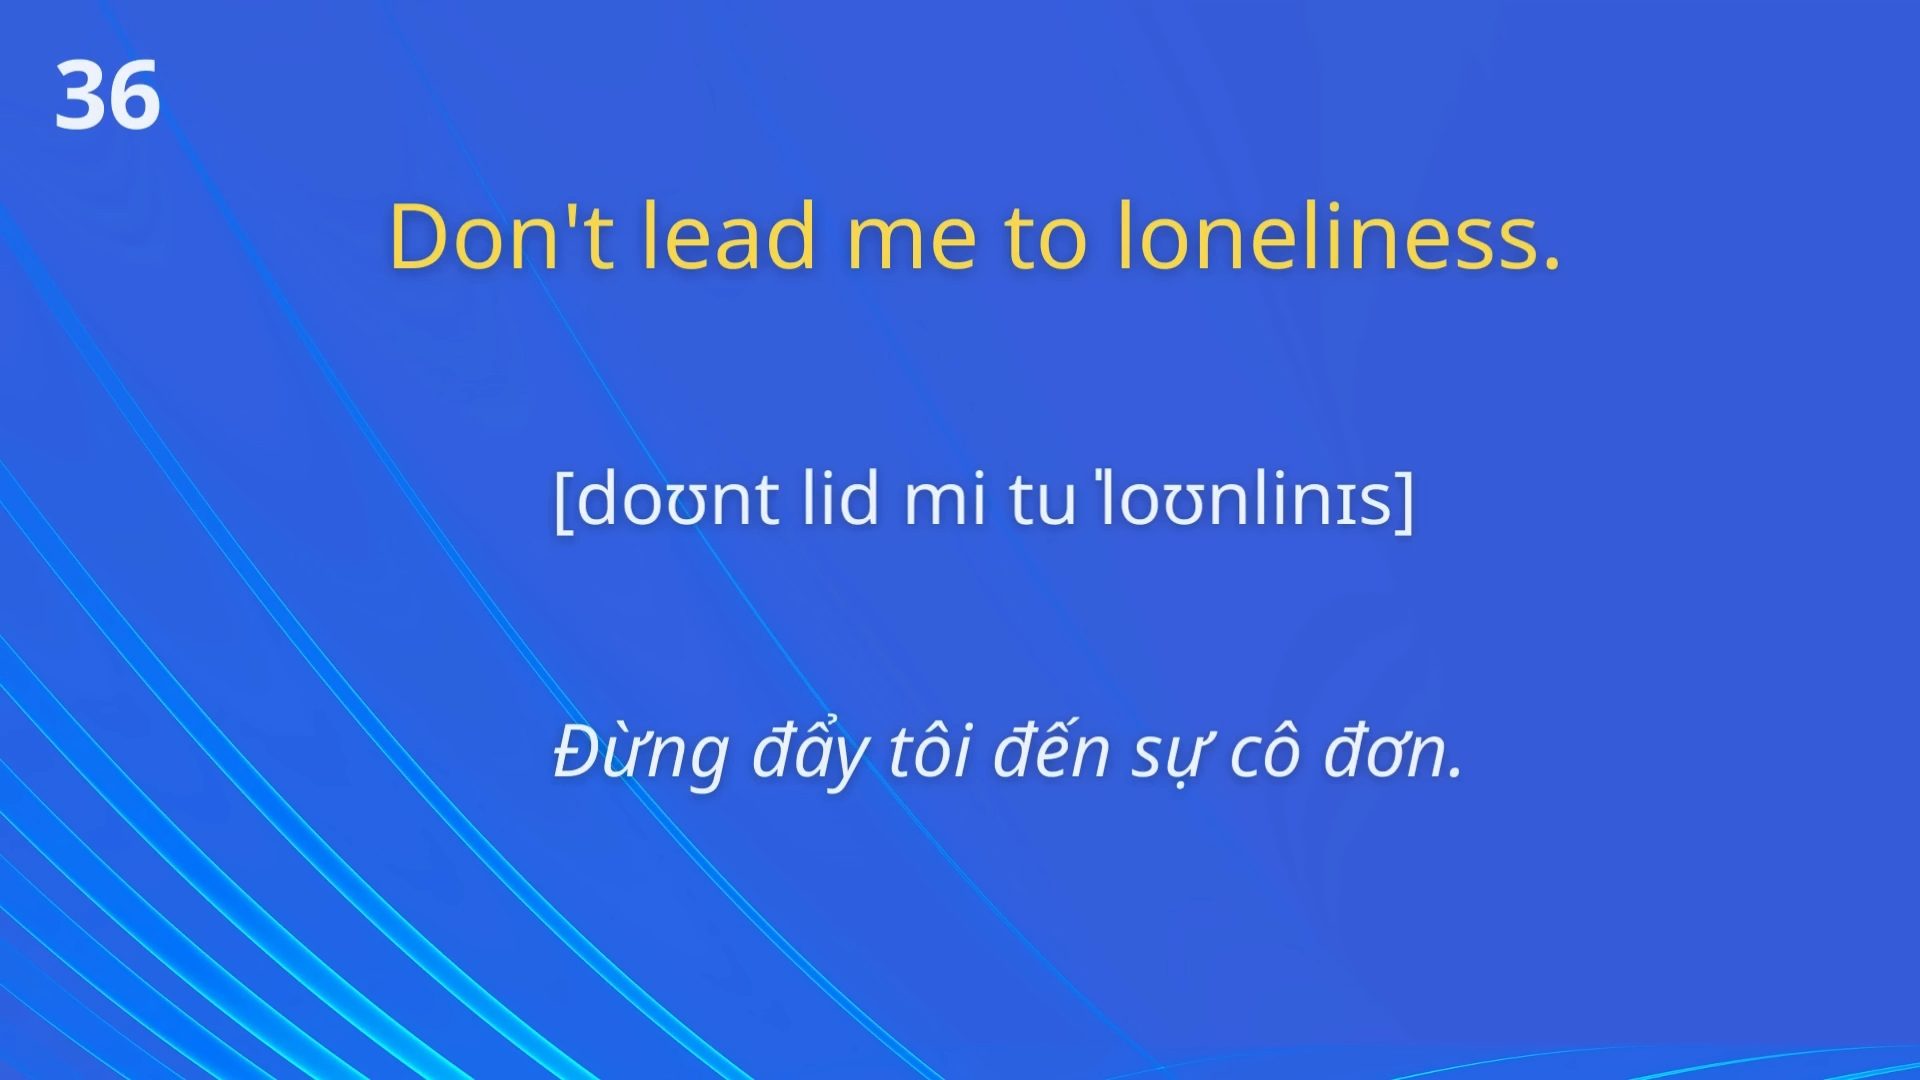 36
Don't lead me to loneliness.
[doʊnt lid mi tu ˈloʊnlinɪs]
Đừng đẩy tôi đến sự cô đơn.